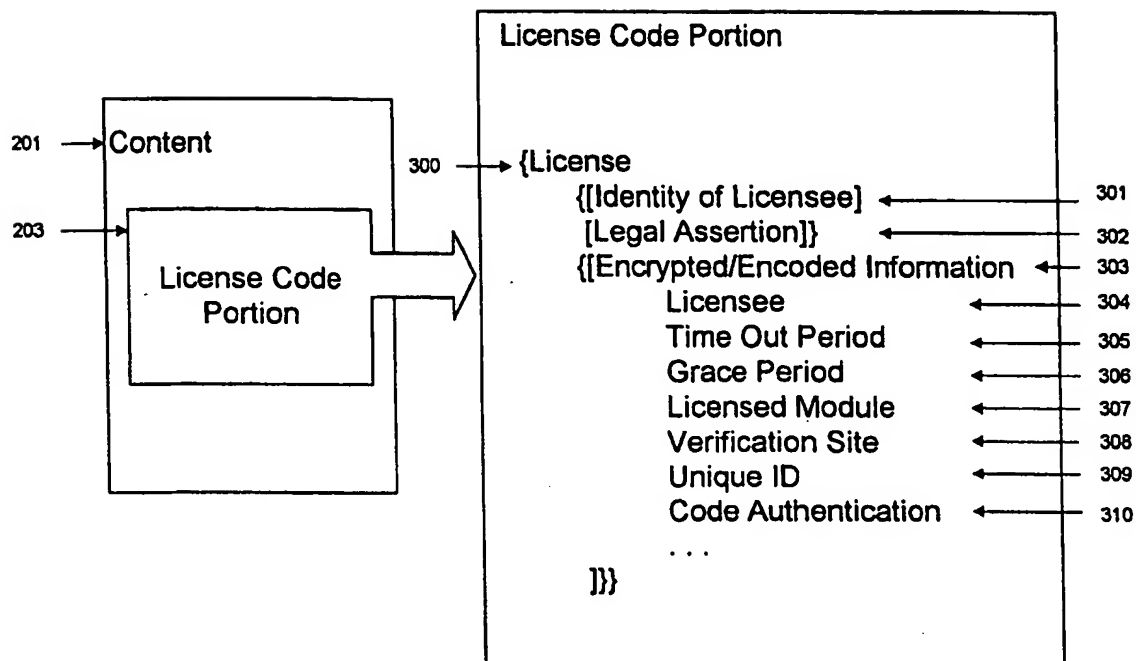 License Code Portion
201
Content
300
{License
{[Identity of Licensee]
301
203
[Legal Assertion]}
302
{[Encrypted/Encoded Information
303
License Code
Portion
Licensee
304
Time Out Period
305
Grace Period
306
Licensed Module
307
Verification Site
308
Unique ID
309
Code Authentication
310
. . .
]}}